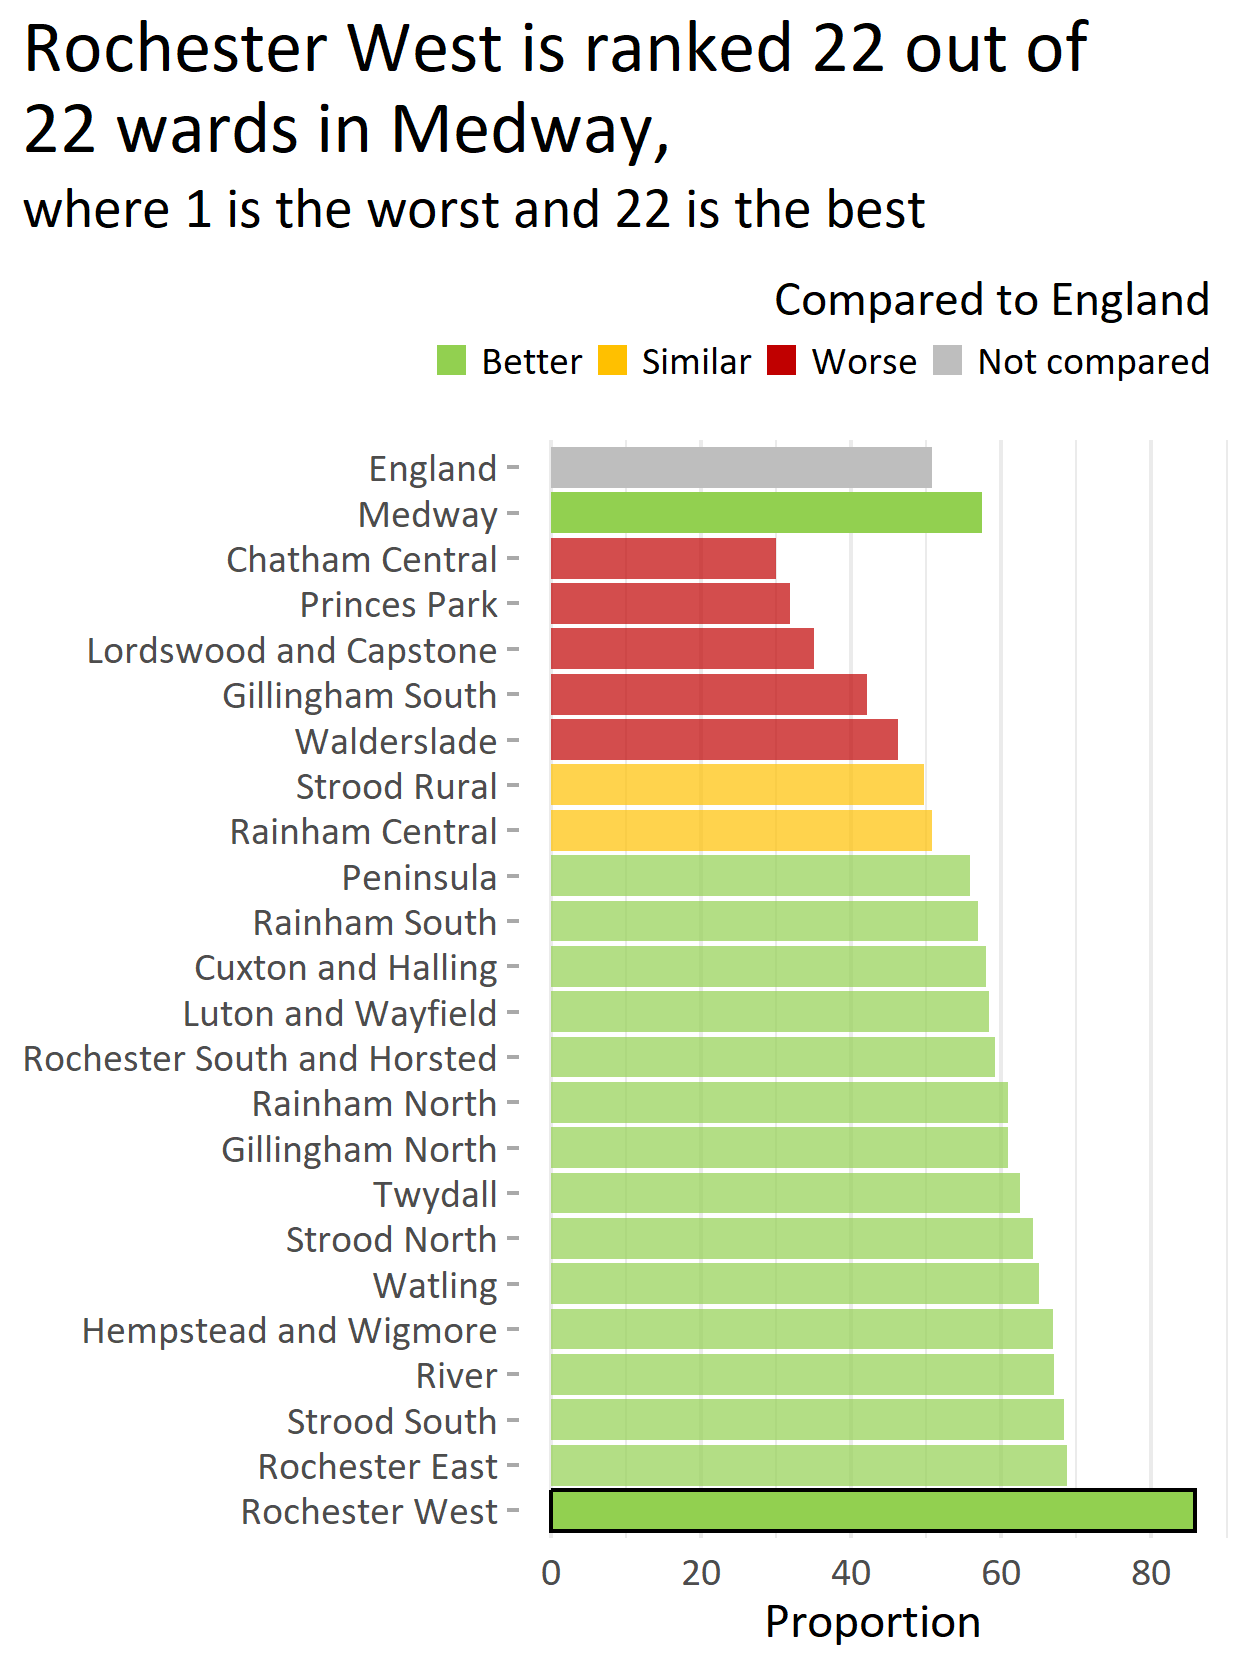 Rochester West is ranked 22 out of
22 wards in Medway,
where 1 is the worst and 22 is the best
Compared to England
Better Similar Worse Not compared
England
Medway
Chatham Central
Princes Park
Lordswood and Capstone
Gillingham South
Walderslade
Strood Rural
Rainham Central
Peninsula
Rainham South
Cuxton and Halling
Luton and Wayfield
Rochester South and Horsted
Rainham North
Gillingham North
Twydall
Strood North
Watling
Hempstead and Wigmore
River
Strood South
Rochester East
Rochester West
0 20 40 60 80
Proportion